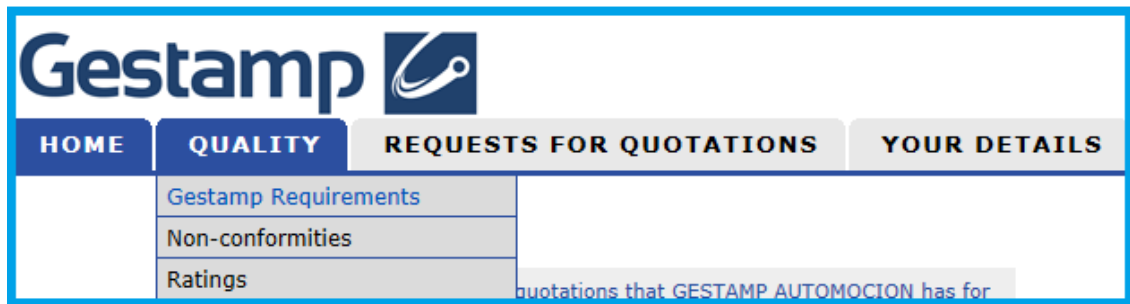 Gestamp
HOME QUALITY REQUESTS FOR QUOTATIONS YOUR DETAILS
Gestamp Requirements
Non-conformities
Ratings
quotations that GESTAMP AUTOMOCION has for